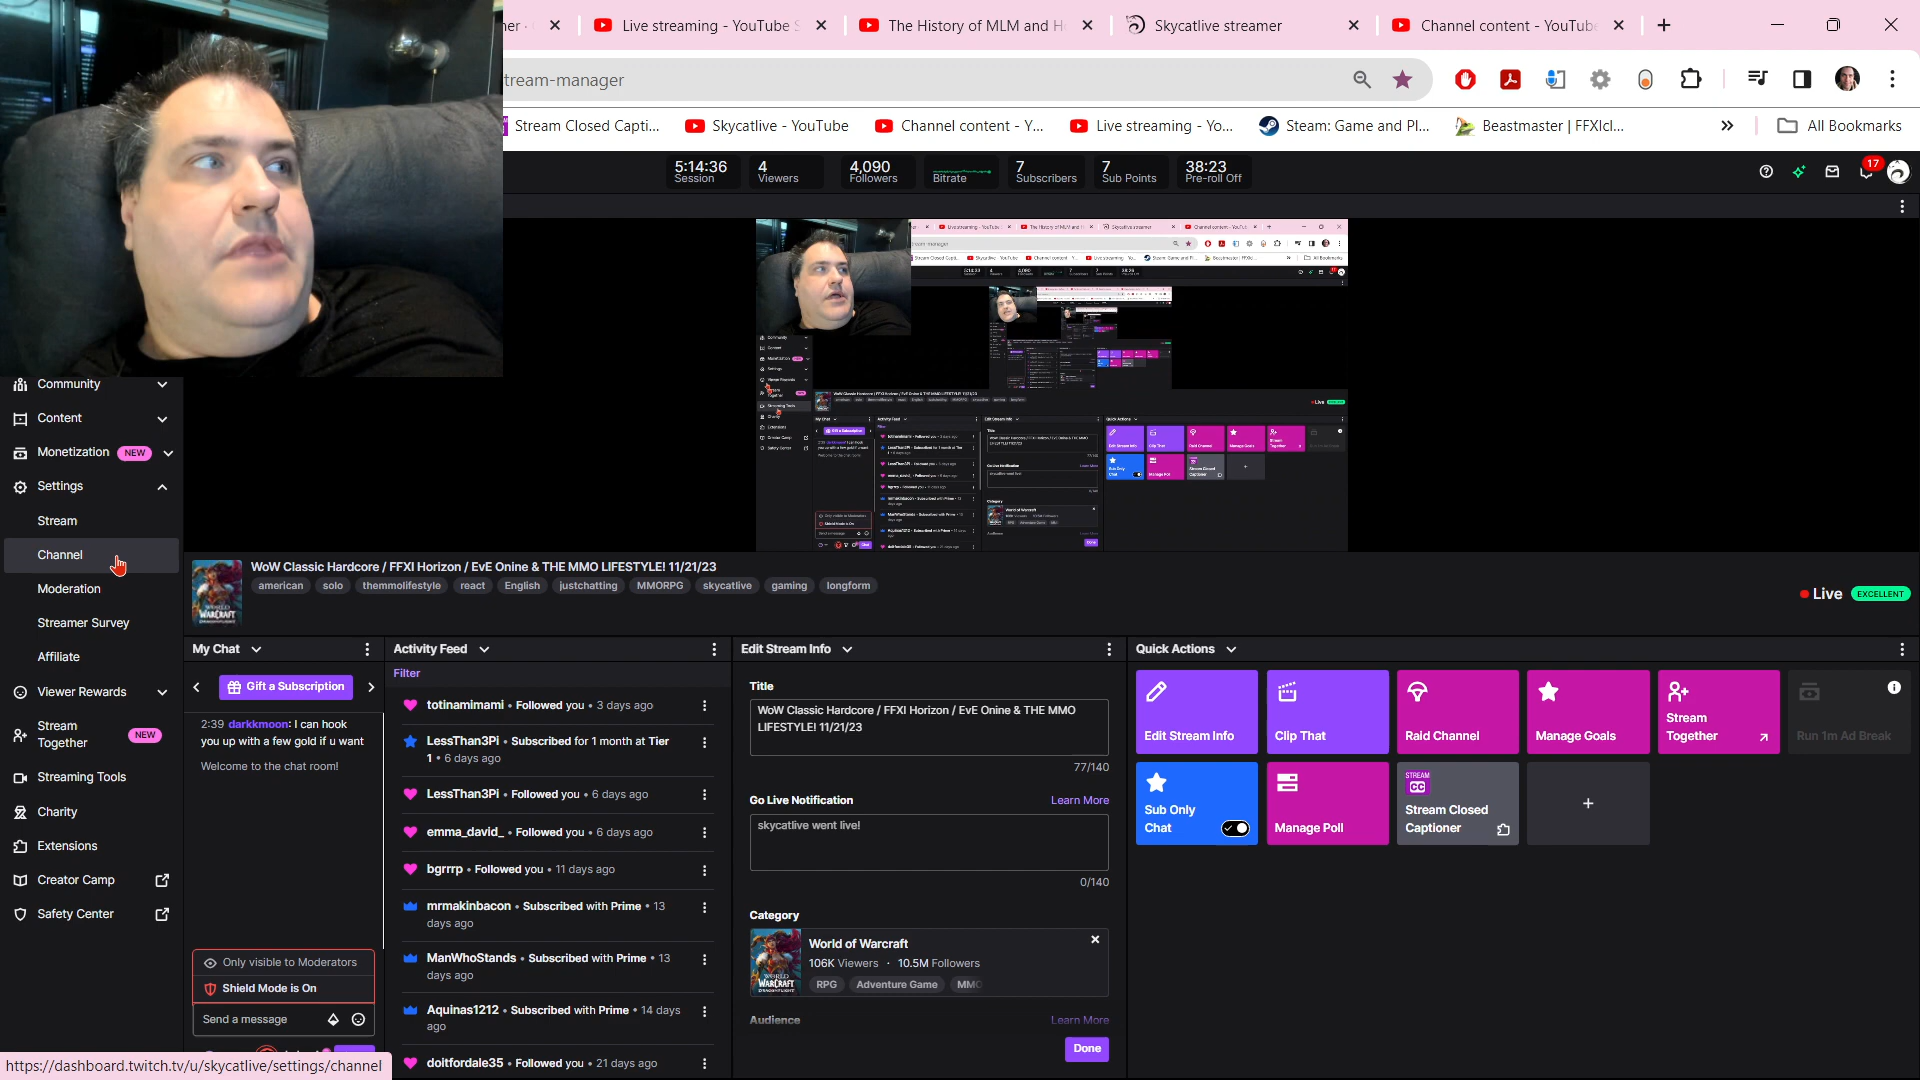 ner -
Live streaming - YouTube S
The History of MLM and H
Skycatlive streamer
Channel content - YouTube
tream-manager
Stream Closed Capti...
Skycatlive - YouTube
Channel content - Y...
Live streaming - Yo...
Steam: Game and Pl...
Beastmaster | FFXIcl...
All Bookmarks
5:14:36
Session
4
Viewers
4,090
Followers
Bitrate
7
Subscribers
7
Sub Points
38:23
Pre-roll Off
17
Community
Content
Monetization NEW
Settings
Stream
Channel
Moderation
Streamer Survey
Affiliate
Viewer Rewards
Stream
Together NEW
Streaming Tools
Charity
Extensions
Creator Camp
Safety Center
WoW Classic Hardcore / FFXI Horizon / EvE Onine & THE MMO LIFESTYLE! 11/21/23
american solo themmolifestyle react English justchatting MMORPG skycatlive gaming longform
Live EXCELLENT
My Chat
Gift a Subscription
2:39 darkkmoon: I can hook
you up with a few gold if u want
Welcome to the chat room!
Only visible to Moderators
Shield Mode is On
Send a message
Activity Feed
Filter
totinamimami • Followed you • 3 days ago
LessThan3Pi • Subscribed for 1 month at Tier
1 • 6 days ago
LessThan3Pi • Followed you • 6 days ago
emma_david_ • Followed you • 6 days ago
bgrrrp • Followed you • 11 days ago
mrmakinbacon • Subscribed with Prime • 13
days ago
ManWhoStands • Subscribed with Prime • 13
days ago
Aquinas1212 • Subscribed with Prime • 14 days
ago
doitfordale35 • Followed you • 21 days ago
Edit Stream Info
Title
WoW Classic Hardcore / FFXI Horizon / EvE Onine & THE MMO
LIFESTYLE! 11/21/23
77/140
Go Live Notification
Learn More
skycatlive went live!
0/140
Category
World of Warcraft
106K Viewers · 10.5M Followers
RPG Adventure Game MMO
Audience
Learn More
Done
Quick Actions
Edit Stream Info
Clip That
Raid Channel
Manage Goals
Stream
Together
Run 1m Ad Break
Sub Only
Chat
Manage Poll
STREAM
CC
Stream Closed
Captioner
https://dashboard.twitch.tv/u/skycatlive/settings/channel